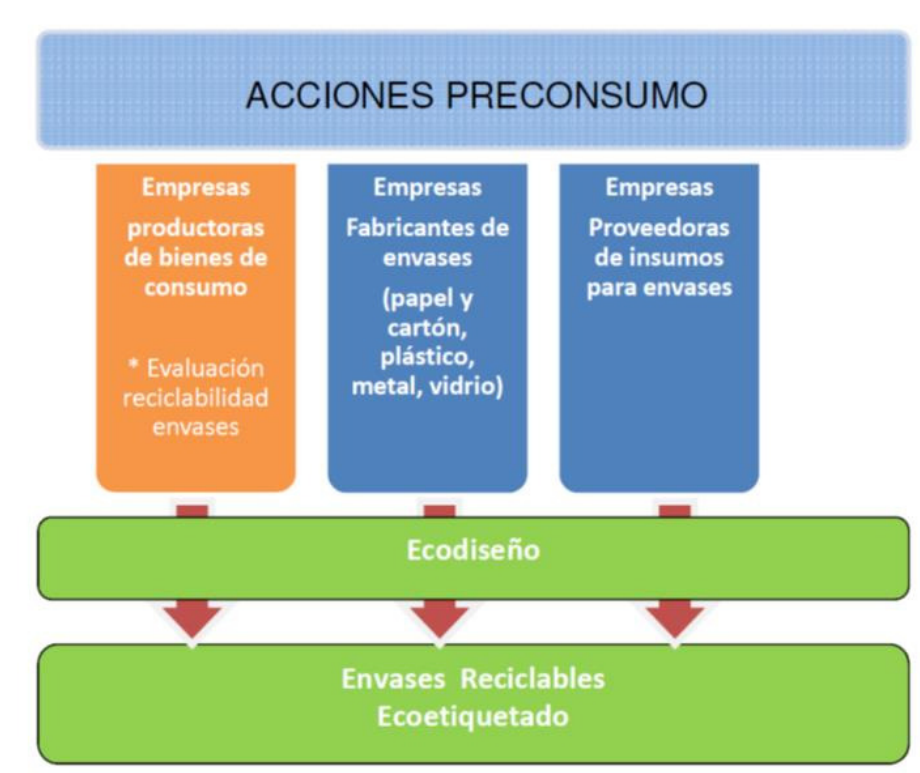 ACCIONES PRECONSUMO
Empresas
productoras
de bienes de
consumo
* Evaluación
reciclabilidad
envases
Empresas
Fabricantes de
envases
(papel y
cartón,
plástico,
metal, vidrio)
Empresas
Proveedoras
de insumos
para envases
Ecodiseño
Envases Reciclables
Ecoetiquetado